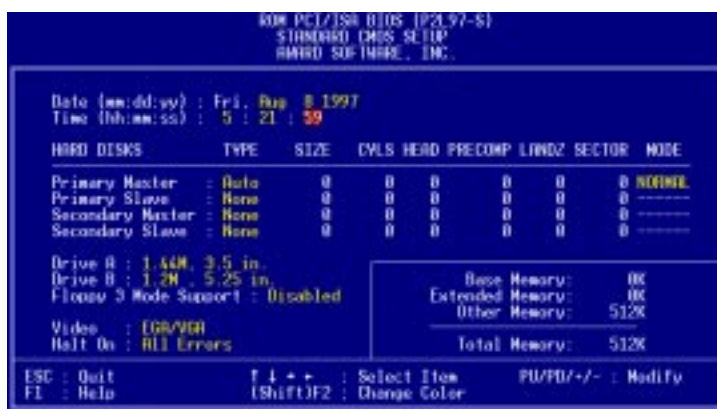 ROM PCI/ISA BIOS (P2L97-S)
STANDARD CMOS SETUP
AWARD SOFTWARE, INC.
Date (mm:dd:yy) : Fri, Aug 8 1997
Time (hh:mm:ss) : 5 : 21 : 59
HARD DISKS TYPE SIZE CYLS HEAD PRECOMP LANDZ SECTOR MODE
Primary Master : Auto 0 0 0 0 0 0 NORMAL
Primary Slave : None 0 0 0 0 0 0 ------
Secondary Master : None 0 0 0 0 0 0 ------
Secondary Slave : None 0 0 0 0 0 0 ------
Drive A : 1.44M, 3.5 in.
Drive B : 1.2M , 5.25 in.
Floppy 3 Mode Support : Disabled
Video : EGA/VGA
Halt On : All Errors
Base Memory: 0K
Extended Memory: 0K
Other Memory: 512K
Total Memory: 512K
ESC : Quit ↑ ↓ → ← : Select Item PU/PD/+/- : Modify
F1 : Help (Shift)F2 : Change Color